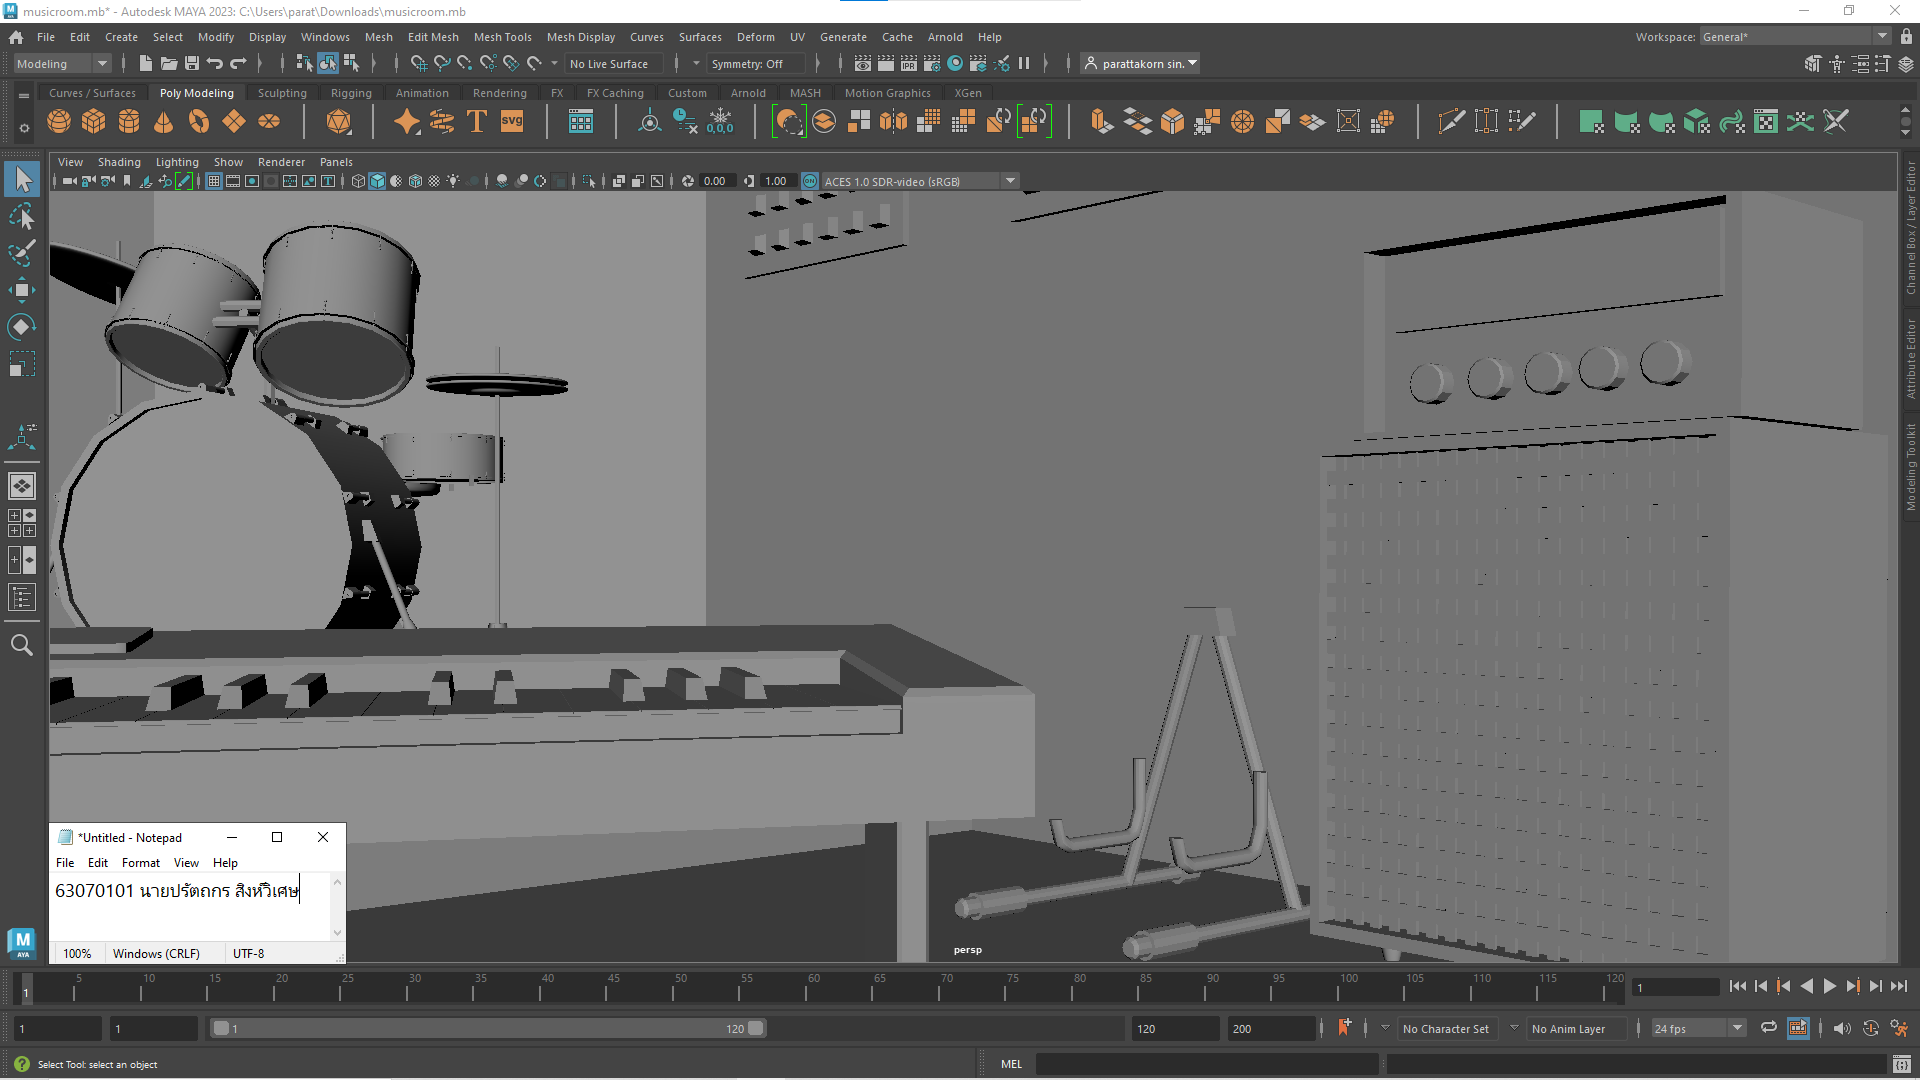 musicroom.mb* - Autodesk MAYA 2023: C:\Users\parat\Downloads\musicroom.mb
File Edit Create Select Modify Display Windows Mesh Edit Mesh Mesh Tools Mesh Display Curves Surfaces Deform UV Generate Cache Arnold Help
Workspace: General*
Modeling No Live Surface Symmetry: Off IPR parattakorn sin.
Curves / Surfaces Poly Modeling Sculpting Rigging Animation Rendering FX FX Caching Custom Arnold MASH Motion Graphics XGen
T svg 0,0,0
View Shading Lighting Show Renderer Panels
0.00 1.00 ON ACES 1.0 SDR-video (sRGB)
Channel Box / Layer Editor
Attribute Editor
Modeling Toolkit
*Untitled - Notepad
File Edit Format View Help
63070101 นายปรัตถกร สิงห์วิเศษ
100% Windows (CRLF) UTF-8
M
AYA
persp
5 10 15 20 25 30 35 40 45 50 55 60 65 70 75 80 85 90 95 100 105 110 115 120
1 1
1 1 1 120 120 200 No Character Set No Anim Layer 24 fps
Select Tool: select an object MEL